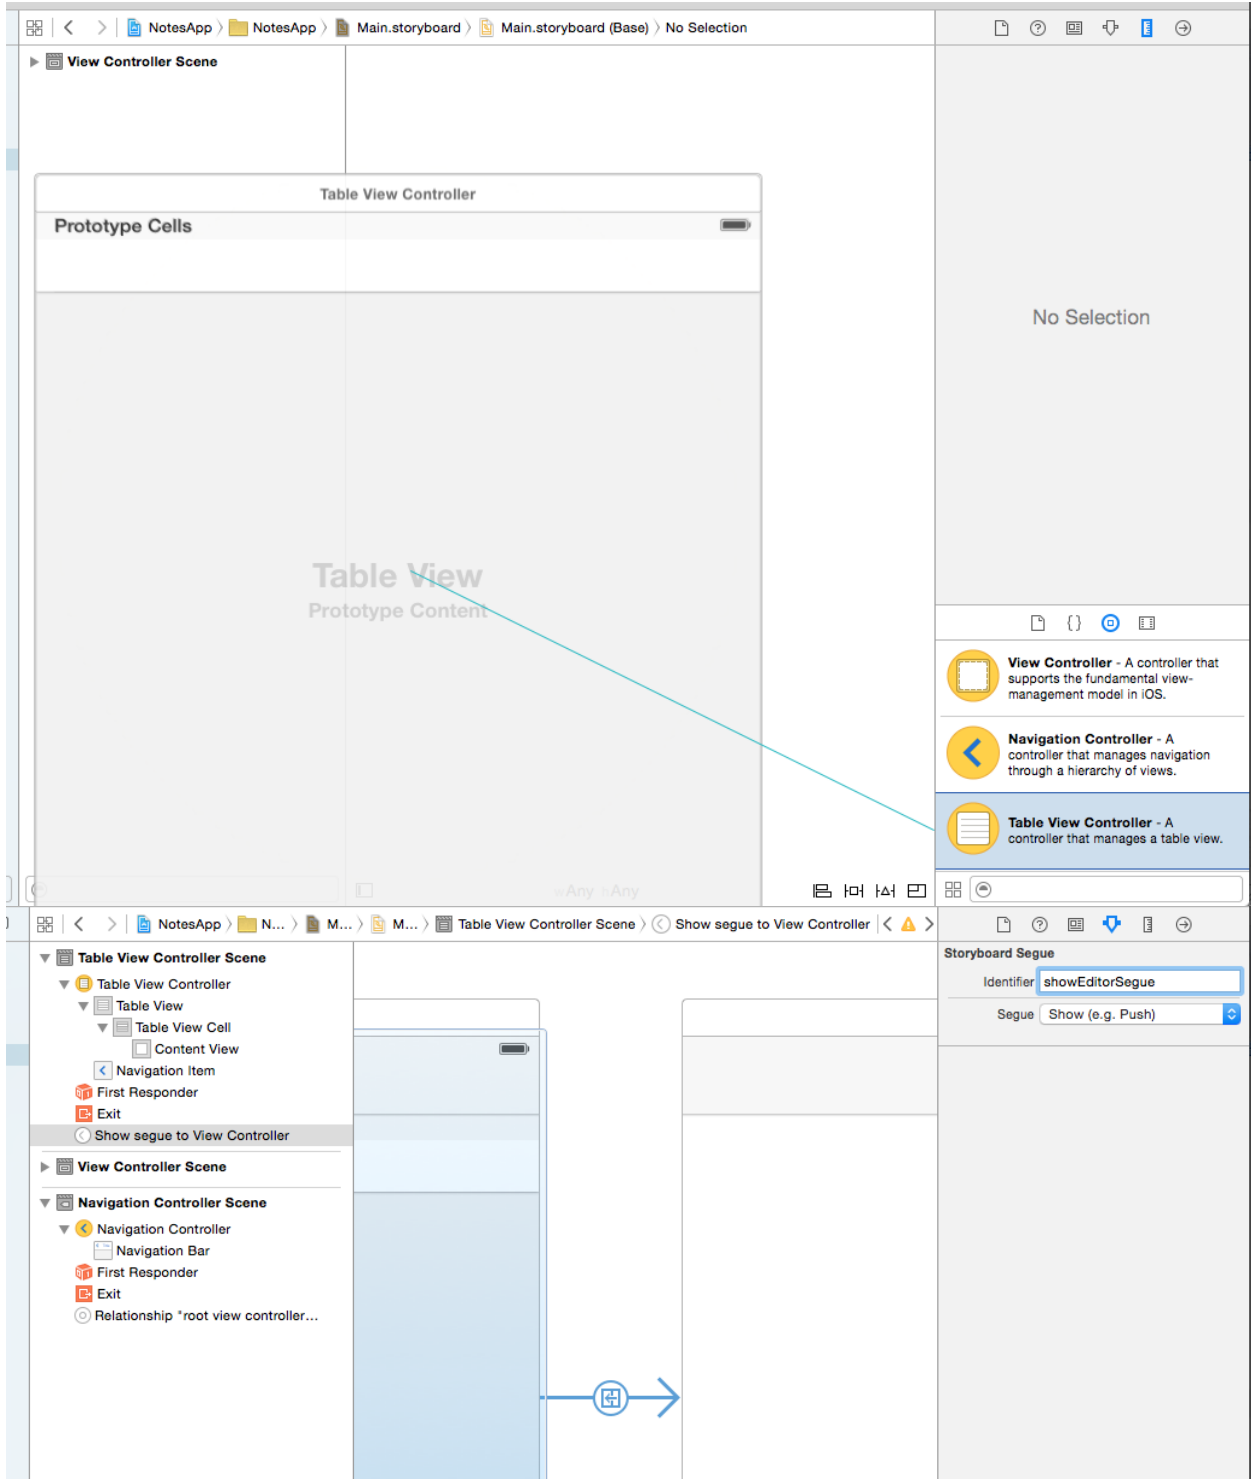 NotesApp NotesApp Main.storyboard Main.storyboard (Base) No Selection
View Controller Scene
Table View Controller
Prototype Cells
No Selection
Table View
Prototype Content
View Controller - A controller that
supports the fundamental view-
management model in iOS.
Navigation Controller - A
controller that manages navigation
through a hierarchy of views.
Table View Controller - A
controller that manages a table view.
w Any h Any
NotesApp N... M... M... Table View Controller Scene Show segue to View Controller
Table View Controller Scene
Table View Controller
Table View
Table View Cell
Content View
Navigation Item
First Responder
Exit
Show segue to View Controller
View Controller Scene
Navigation Controller Scene
Navigation Controller
Navigation Bar
First Responder
Exit
Relationship "root view controller...
Storyboard Segue
Identifier showEditorSegue
Segue Show (e.g. Push)